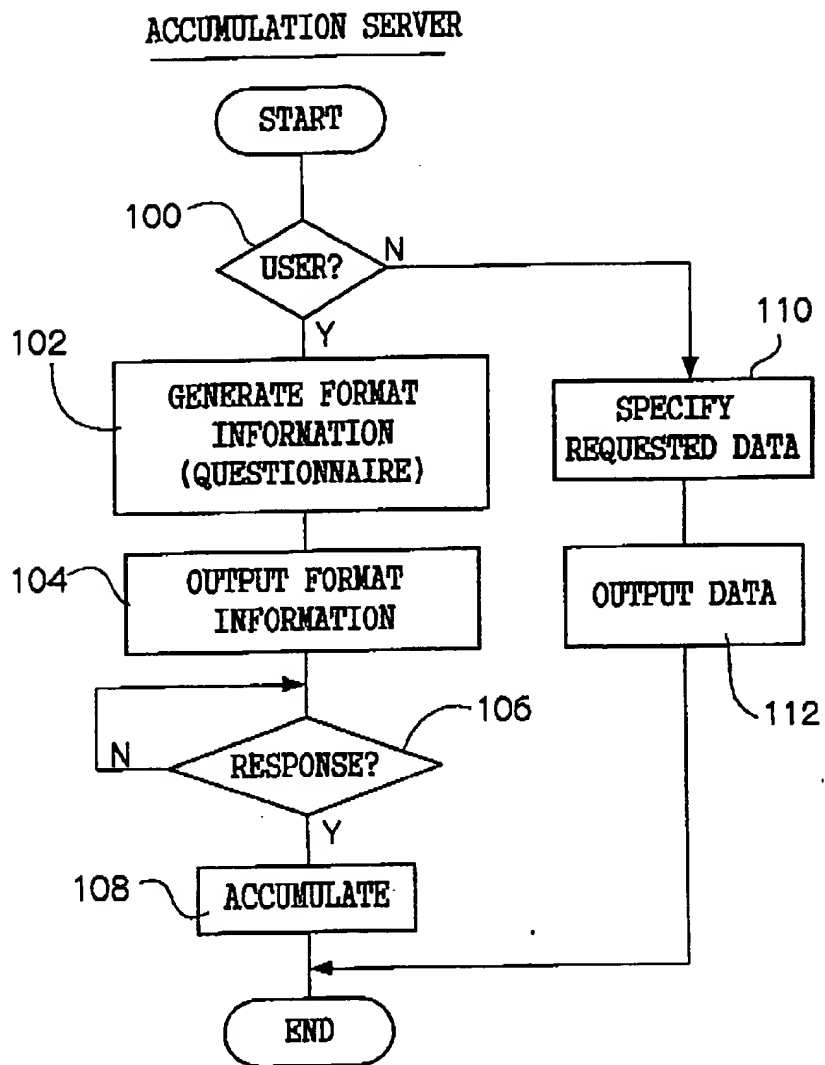 ACCUMULATION SERVER
START
100
USER?
N
Y
102
GENERATE FORMAT
INFORMATION
(QUESTIONNAIRE)
110
SPECIFY
REQUESTED DATA
104
OUTPUT FORMAT
INFORMATION
OUTPUT DATA
112
106
RESPONSE?
N
Y
108
ACCUMULATE
END